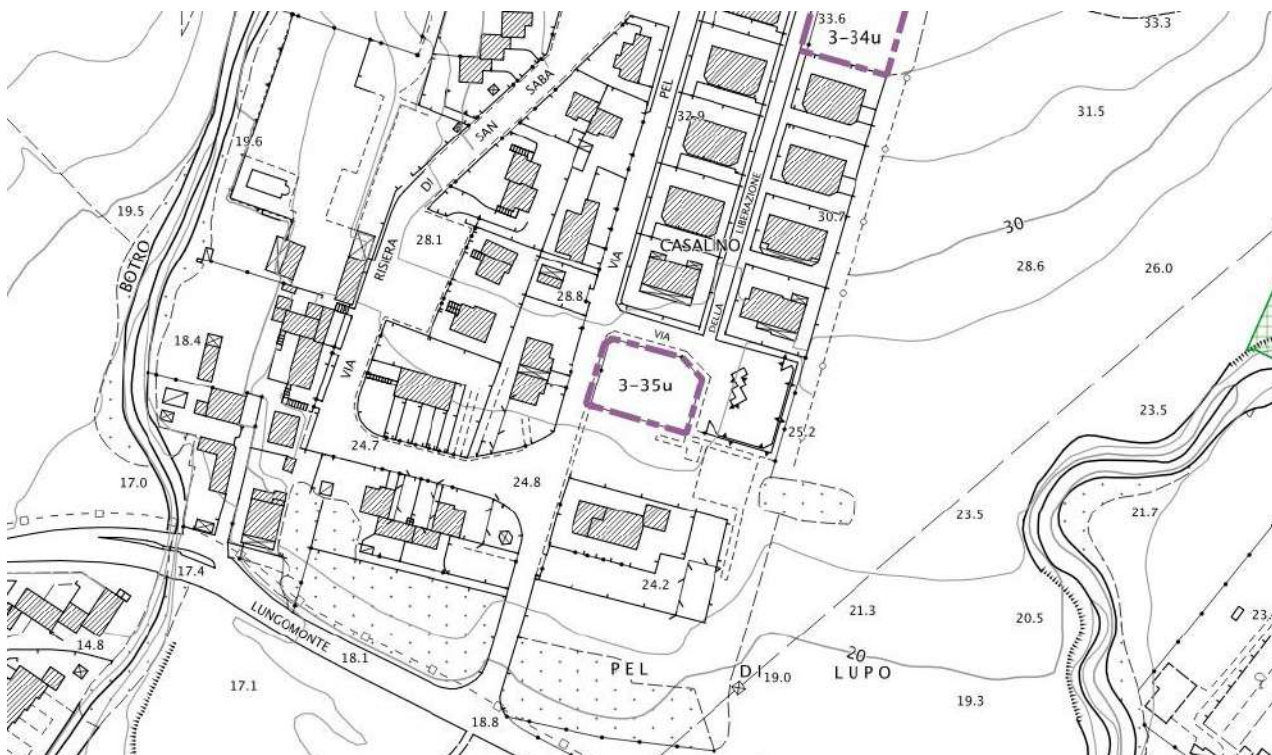 33.6
3-34u
33.3
31.5
19.6
SABA
SAN
DI
RISIERA
VIA
PEL
VIA
32.9
LIBERAZIONE
DELLA
VIA
30.7
CASALINO
30
28.6
26.0
19.5
BOTRO
28.1
28.8
18.4
3-35u
23.5
25.2
24.7
24.8
17.0
23.5
21.7
17.4
24.2
21.3
20.5
LUNGOMONTE
14.8
18.1
20
PEL DI LUPO
19.0
17.1
19.3
18.8